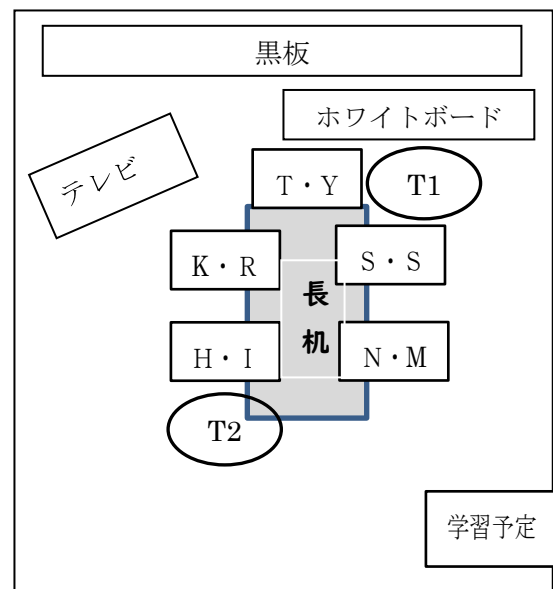 黒板
ホワイトボード
テレビ
T・Y
T1
K・R
S・S
長
机
H・I
N・M
T2
学習予定